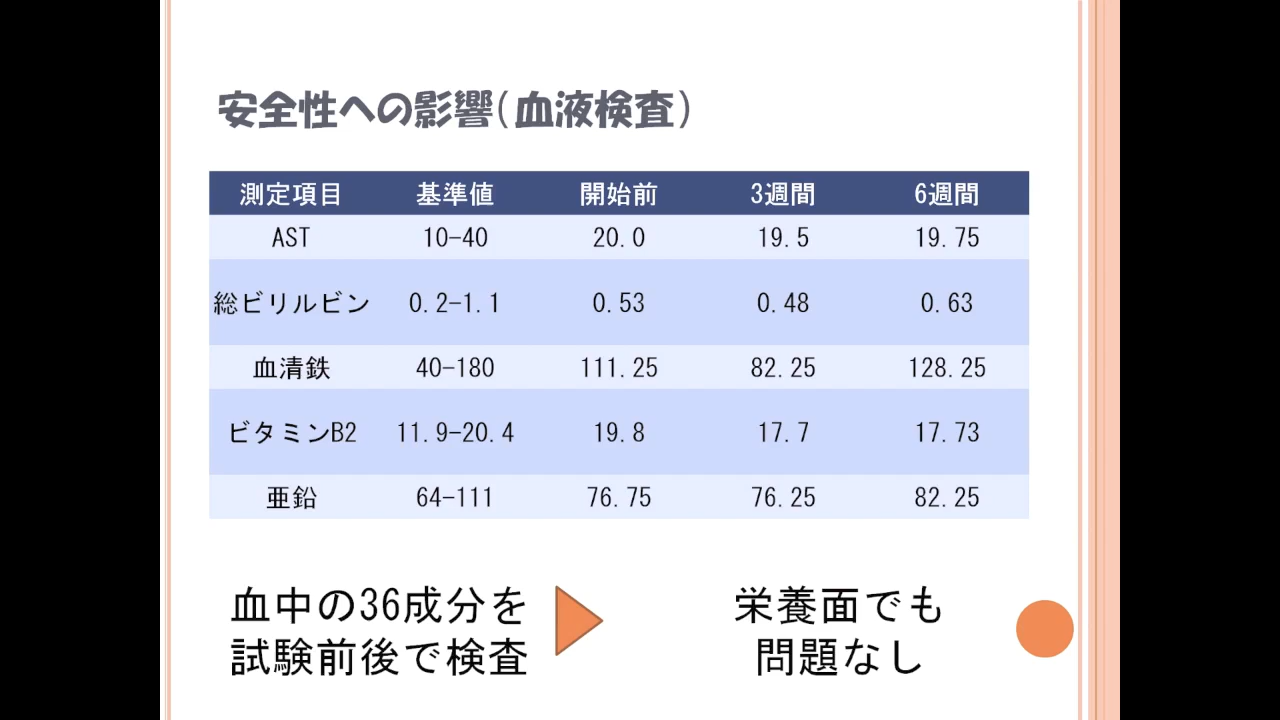 安全性への影響(血液検査)
測定項目 基準値 開始前 3週間 6週間
AST 10-40 20.0 19.5 19.75
総ビリルビン 0.2-1.1 0.53 0.48 0.63
血清鉄 40-180 111.25 82.25 128.25
ビタミンB2 11.9-20.4 19.8 17.7 17.73
亜鉛 64-111 76.75 76.25 82.25
血中の36成分を
試験前後で検査
栄養面でも
問題なし